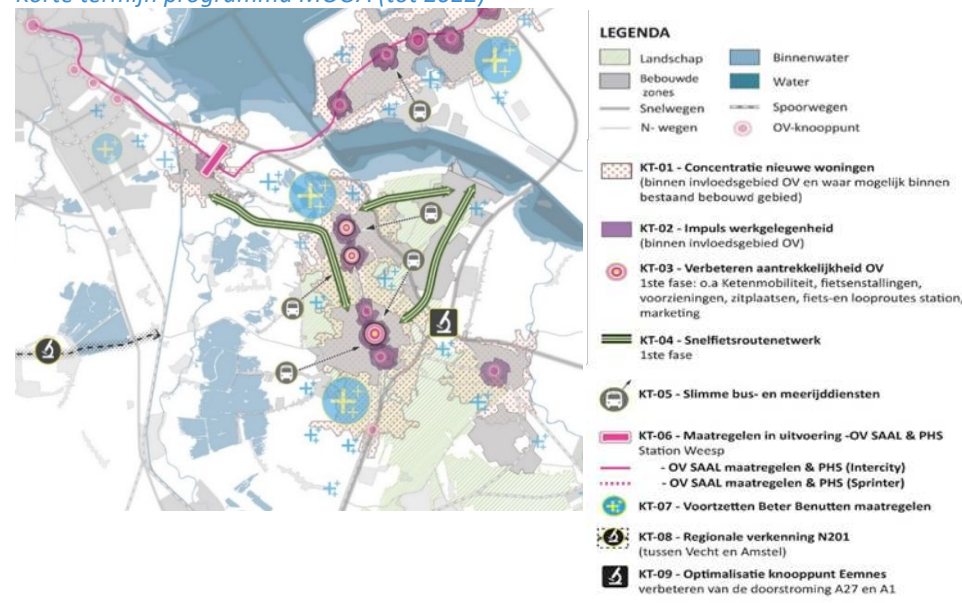 Korte termijn programma MUSA (tot 2022)
LEGENDA
Landschap
Binnenwater
Bebouwde
zones
Water
Snelwegen
Spoorwegen
N- wegen
OV-knooppunt
KT-01 - Concentratie nieuwe woningen
(binnen invloedsgebied OV en waar mogelijk binnen
bestaand bebouwd gebied)
KT-02 - Impuls werkgelegenheid
(binnen invloedsgebied OV)
KT-03 - Verbeteren aantrekkelijkheid OV
1ste fase: o.a Ketenmobiliteit, fietsenstallingen,
voorzieningen, zitplaatsen, fiets-en looproutes station,
marketing
KT-04 - Snelfietsroutenetwerk
1ste fase
KT-05 - Slimme bus- en meerijddiensten
KT-06 - Maatregelen in uitvoering -OV SAAL & PHS
Station Weesp
- OV SAAL maatregelen & PHS (Intercity)
- OV SAAL maatregelen & PHS (Sprinter)
KT-07 - Voortzetten Beter Benutten maatregelen
KT-08 - Regionale verkenning N201
(tussen Vecht en Amstel)
KT-09 - Optimalisatie knooppunt Eemnes
verbeteren van de doorstroming A27 en A1